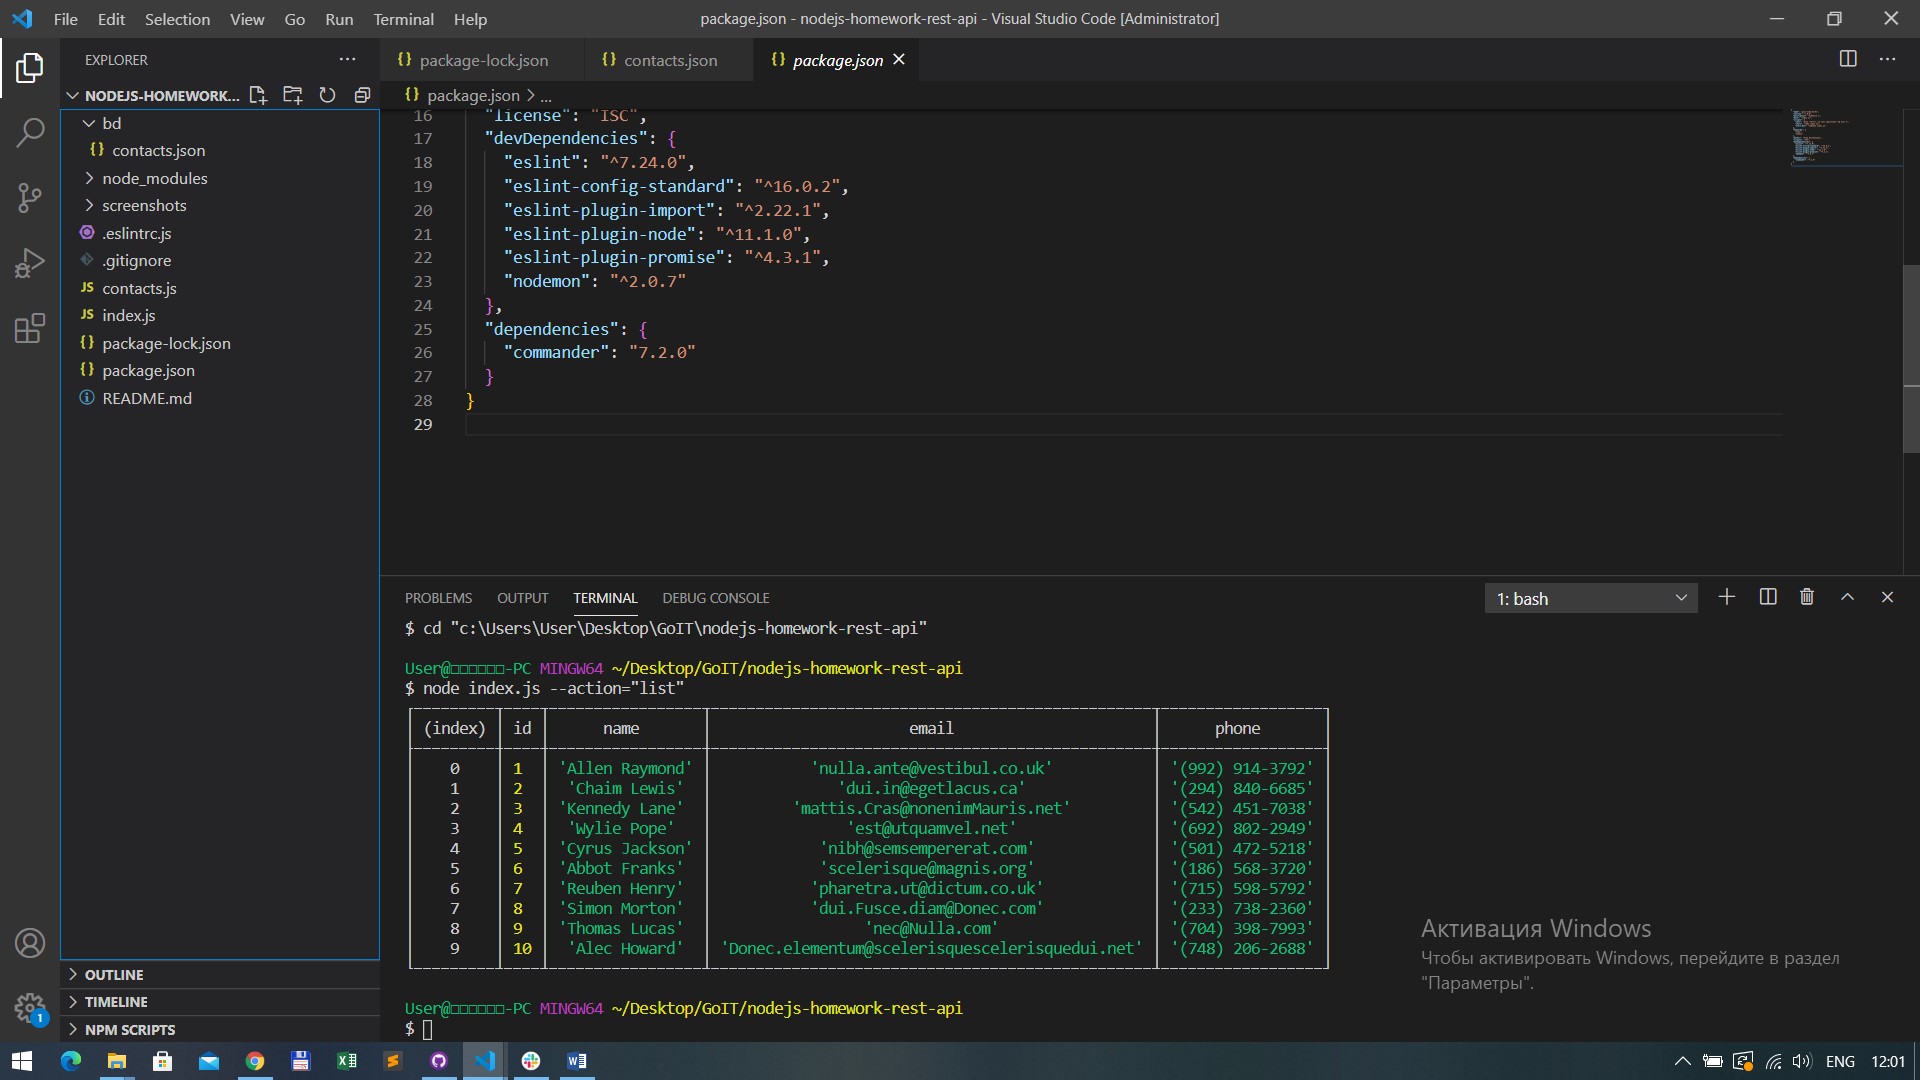 File Edit Selection View Go Run Terminal Help
package.json - nodejs-homework-rest-api - Visual Studio Code [Administrator]
EXPLORER
NODEJS-HOMEWORK...
bd
contacts.json
node_modules
screenshots
.eslintrc.js
.gitignore
contacts.js
index.js
package-lock.json
package.json
README.md
OUTLINE
TIMELINE
NPM SCRIPTS
1
package-lock.json contacts.json package.json
package.json > ...
16 "license": "ISC",
17 "devDependencies": {
18 "eslint": "^7.24.0",
19 "eslint-config-standard": "^16.0.2",
20 "eslint-plugin-import": "^2.22.1",
21 "eslint-plugin-node": "^11.1.0",
22 "eslint-plugin-promise": "^4.3.1",
23 "nodemon": "^2.0.7"
24 },
25 "dependencies": {
26 "commander": "7.2.0"
27 }
28 }
29
PROBLEMS OUTPUT TERMINAL DEBUG CONSOLE
1: bash
$ cd "c:\Users\User\Desktop\GoIT\nodejs-homework-rest-api"
User@□□□□□□-PC MINGW64 ~/Desktop/GoIT/nodejs-homework-rest-api
$ node index.js --action="list"
(index) id name email phone
0 1 'Allen Raymond' 'nulla.ante@vestibul.co.uk' '(992) 914-3792'
1 2 'Chaim Lewis' 'dui.in@egetlacus.ca' '(294) 840-6685'
2 3 'Kennedy Lane' 'mattis.Cras@nonenimMauris.net' '(542) 451-7038'
3 4 'Wylie Pope' 'est@utquamvel.net' '(692) 802-2949'
4 5 'Cyrus Jackson' 'nibh@semsempererat.com' '(501) 472-5218'
5 6 'Abbot Franks' 'scelerisque@magnis.org' '(186) 568-3720'
6 7 'Reuben Henry' 'pharetra.ut@dictum.co.uk' '(715) 598-5792'
7 8 'Simon Morton' 'dui.Fusce.diam@Donec.com' '(233) 738-2360'
8 9 'Thomas Lucas' 'nec@Nulla.com' '(704) 398-7993'
9 10 'Alec Howard' 'Donec.elementum@scelerisquescelerisquedui.net' '(748) 206-2688'
User@□□□□□□-PC MINGW64 ~/Desktop/GoIT/nodejs-homework-rest-api
$
Активация Windows
Чтобы активировать Windows, перейдите в раздел
"Параметры".
ENG 12:01